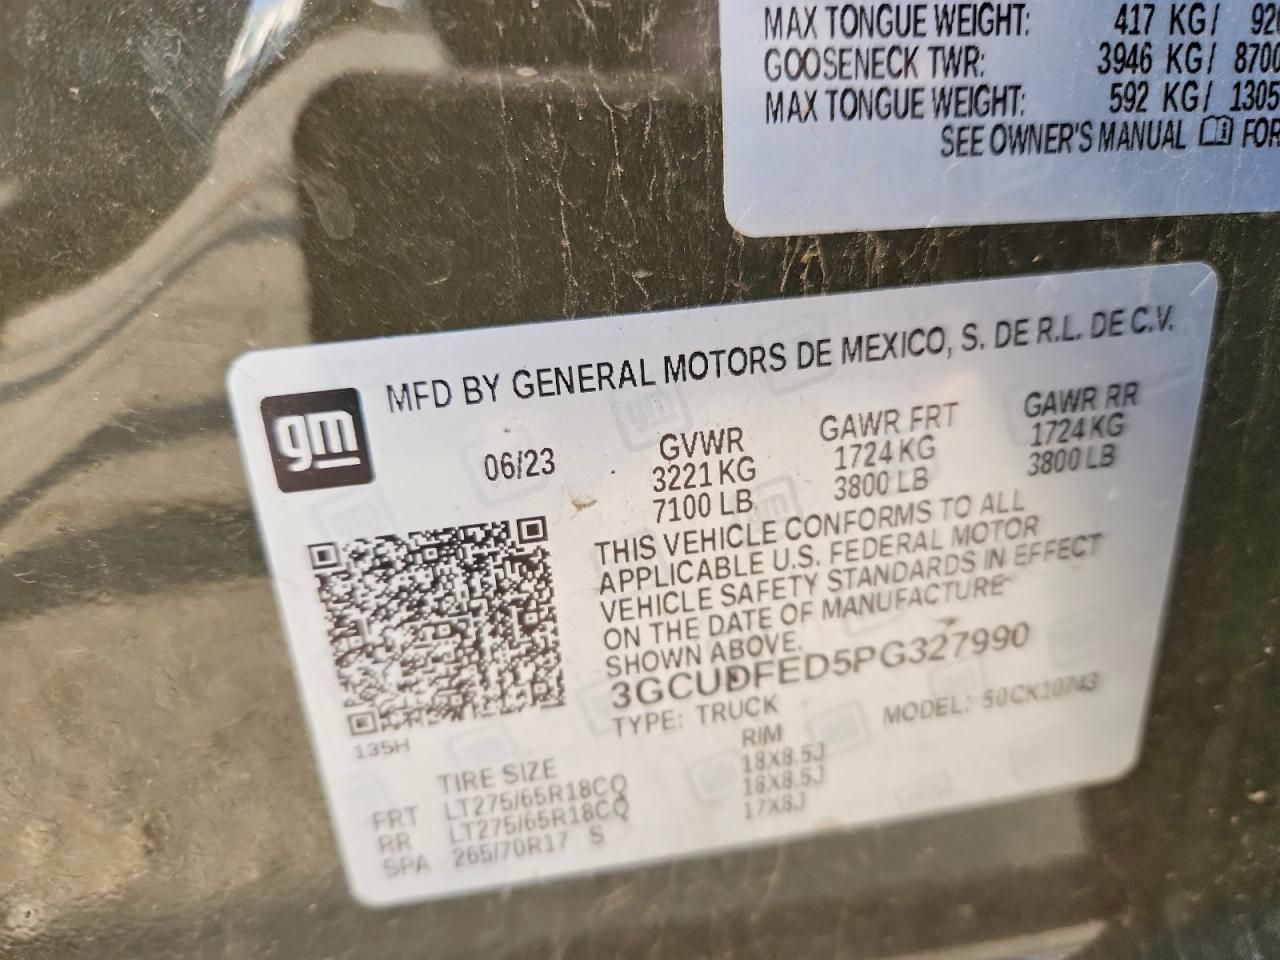 MAX TONGUE WEIGHT: 417 KG/ 920
GOOSENECK TWR: 3946 KG/ 8700
MAX TONGUE WEIGHT: 592 KG/ 1305
SEE OWNER'S MANUAL FOR
gm
MFD BY GENERAL MOTORS DE MEXICO, S. DE R.L. DE C.V.
06/23 GVWR GAWR FRT GAWR RR
3221 KG 1724 KG 1724 KG
7100 LB 3800 LB 3800 LB
THIS VEHICLE CONFORMS TO ALL
APPLICABLE U.S. FEDERAL MOTOR
VEHICLE SAFETY STANDARDS IN EFFECT
ON THE DATE OF MANUFACTURE
SHOWN ABOVE.
3GCUDFED5PG327990
TYPE: TRUCK MODEL: 50CK10743
135H
TIRE SIZE RIM
FRT LT275/65R18CQ 18X8.5J
RR LT275/65R18CQ 18X8.5J
SPA 265/70R17 S 17X8J